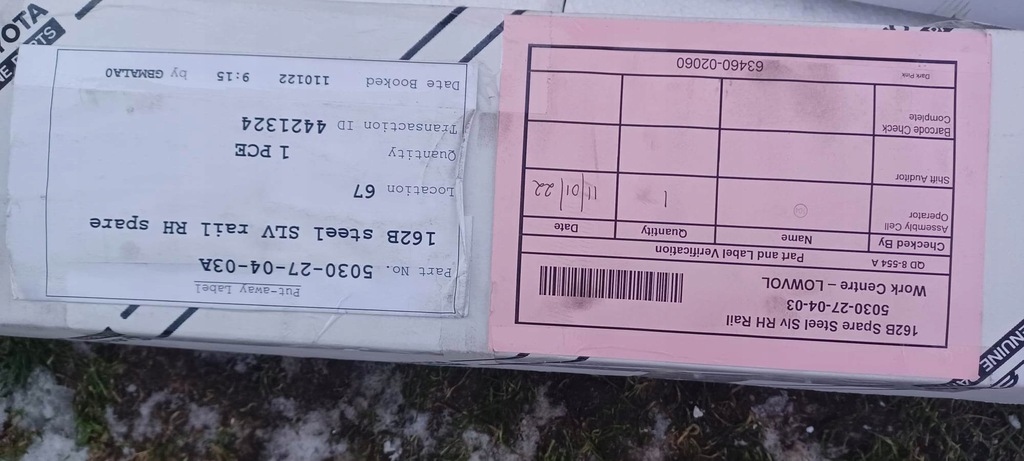 162B Spare Steel Slv RH Rail
5030-27-04-03
Work Centre – LOWVOL
QD-8-554 A
Part and Label Verification
Checked By
Name
Quantity
Date
Assembly Cell
Operator
1
11/01/22
Shift Auditor
Barcode Check
Complete
Dark Pink
63460-02060
Put-away Label
Part No. 5030-27-04-03A
162B steel SLV rail RH spare
Location 67
Quantity 1 PCE
Transaction ID 4421324
Date Booked 110122 9:15 by GBMALA0